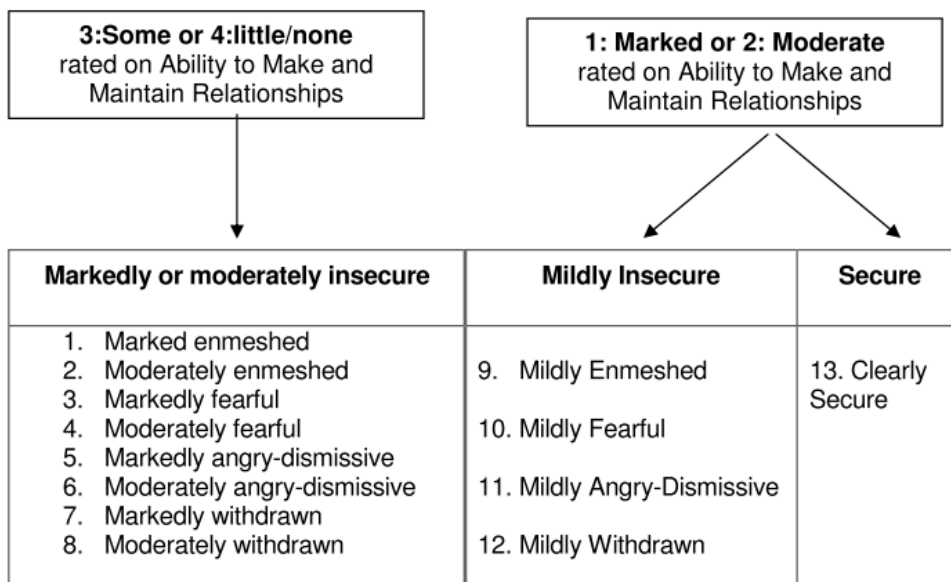 3:Some or 4:little/none
rated on Ability to Make and
Maintain Relationships
1: Marked or 2: Moderate
rated on Ability to Make and
Maintain Relationships
Markedly or moderately insecure
1. Marked enmeshed
2. Moderately enmeshed
3. Markedly fearful
4. Moderately fearful
5. Markedly angry-dismissive
6. Moderately angry-dismissive
7. Markedly withdrawn
8. Moderately withdrawn
Mildly Insecure
9. Mildly Enmeshed
10. Mildly Fearful
11. Mildly Angry-Dismissive
12. Mildly Withdrawn
Secure
13. Clearly
Secure